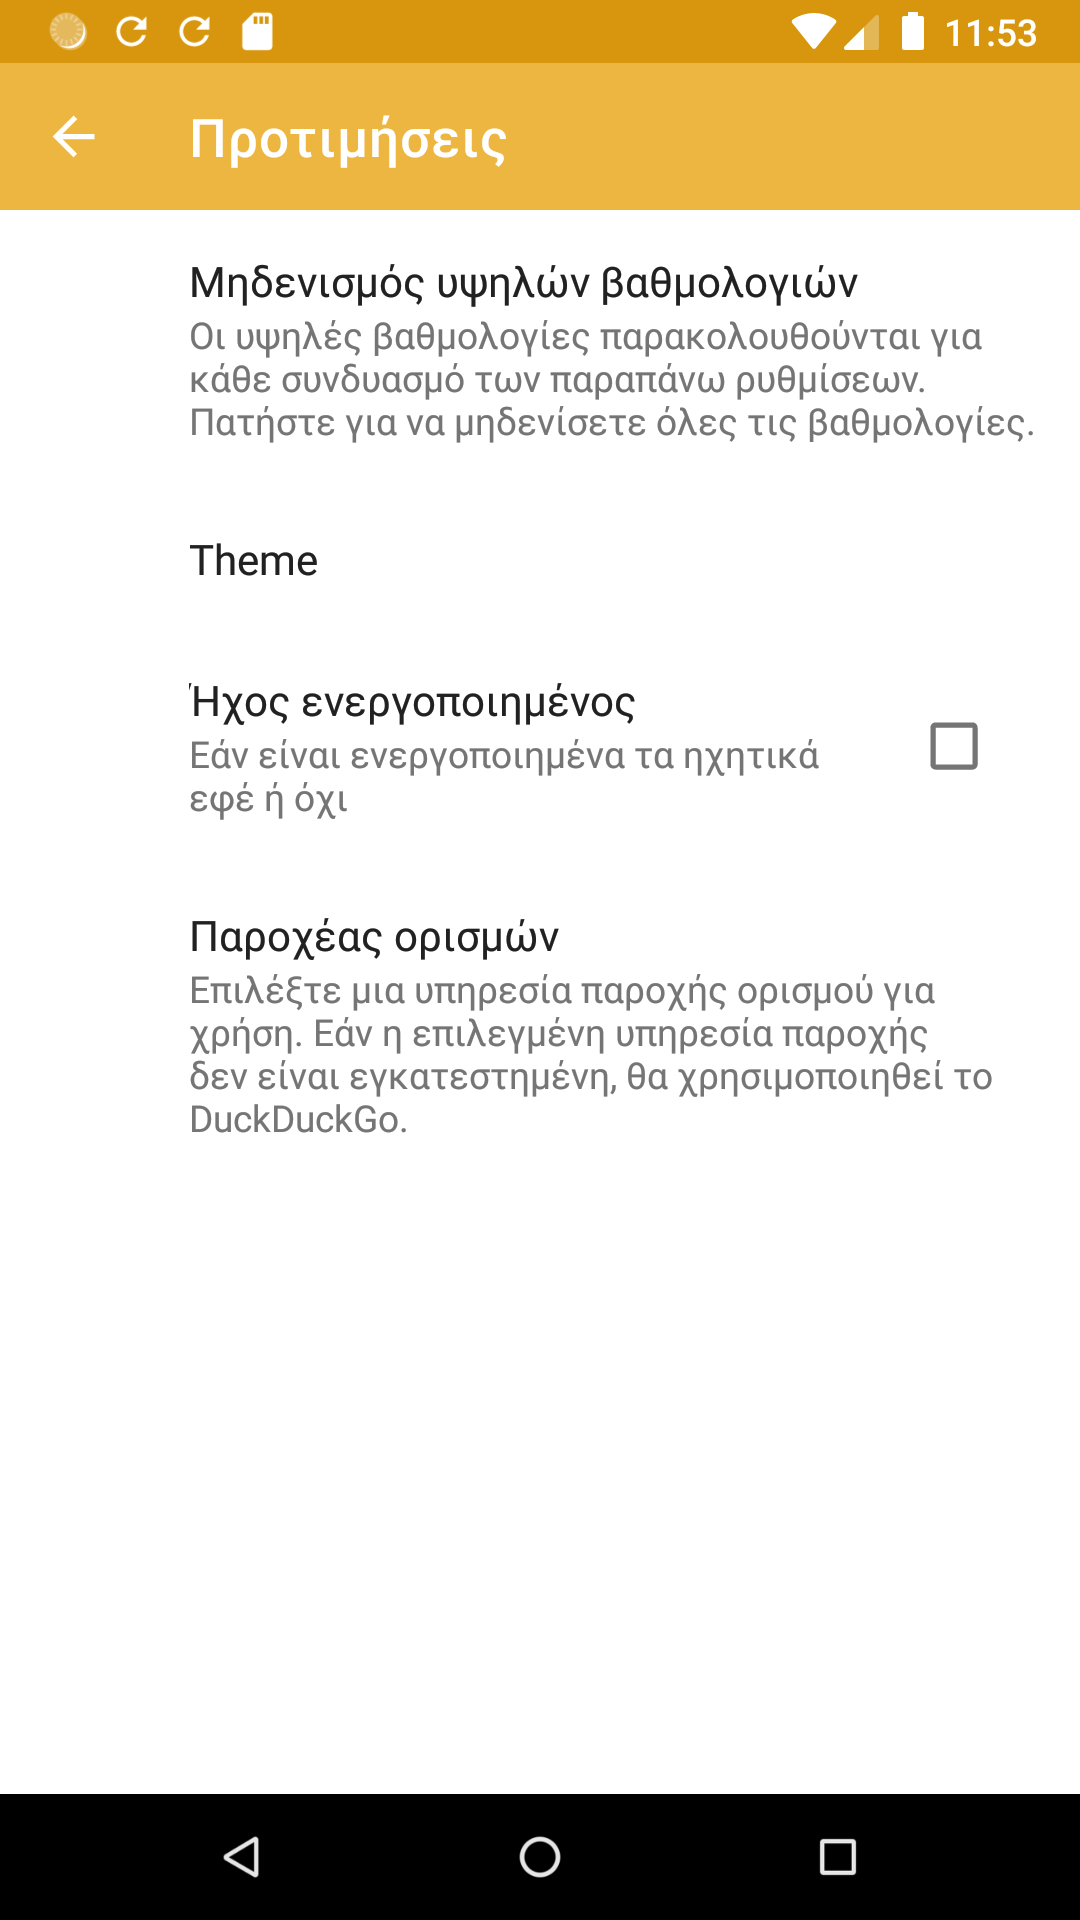 11:53
Προτιμήσεις
Μηδενισμός υψηλών βαθμολογιών
Οι υψηλές βαθμολογίες παρακολουθούνται για
κάθε συνδυασμό των παραπάνω ρυθμίσεων.
Πατήστε για να μηδενίσετε όλες τις βαθμολογίες.
Theme
Ήχος ενεργοποιημένος
Εάν είναι ενεργοποιημένα τα ηχητικά
εφέ ή όχι
Παροχέας ορισμών
Επιλέξτε μια υπηρεσία παροχής ορισμού για
χρήση. Εάν η επιλεγμένη υπηρεσία παροχής
δεν είναι εγκατεστημένη, θα χρησιμοποιηθεί το
DuckDuckGo.